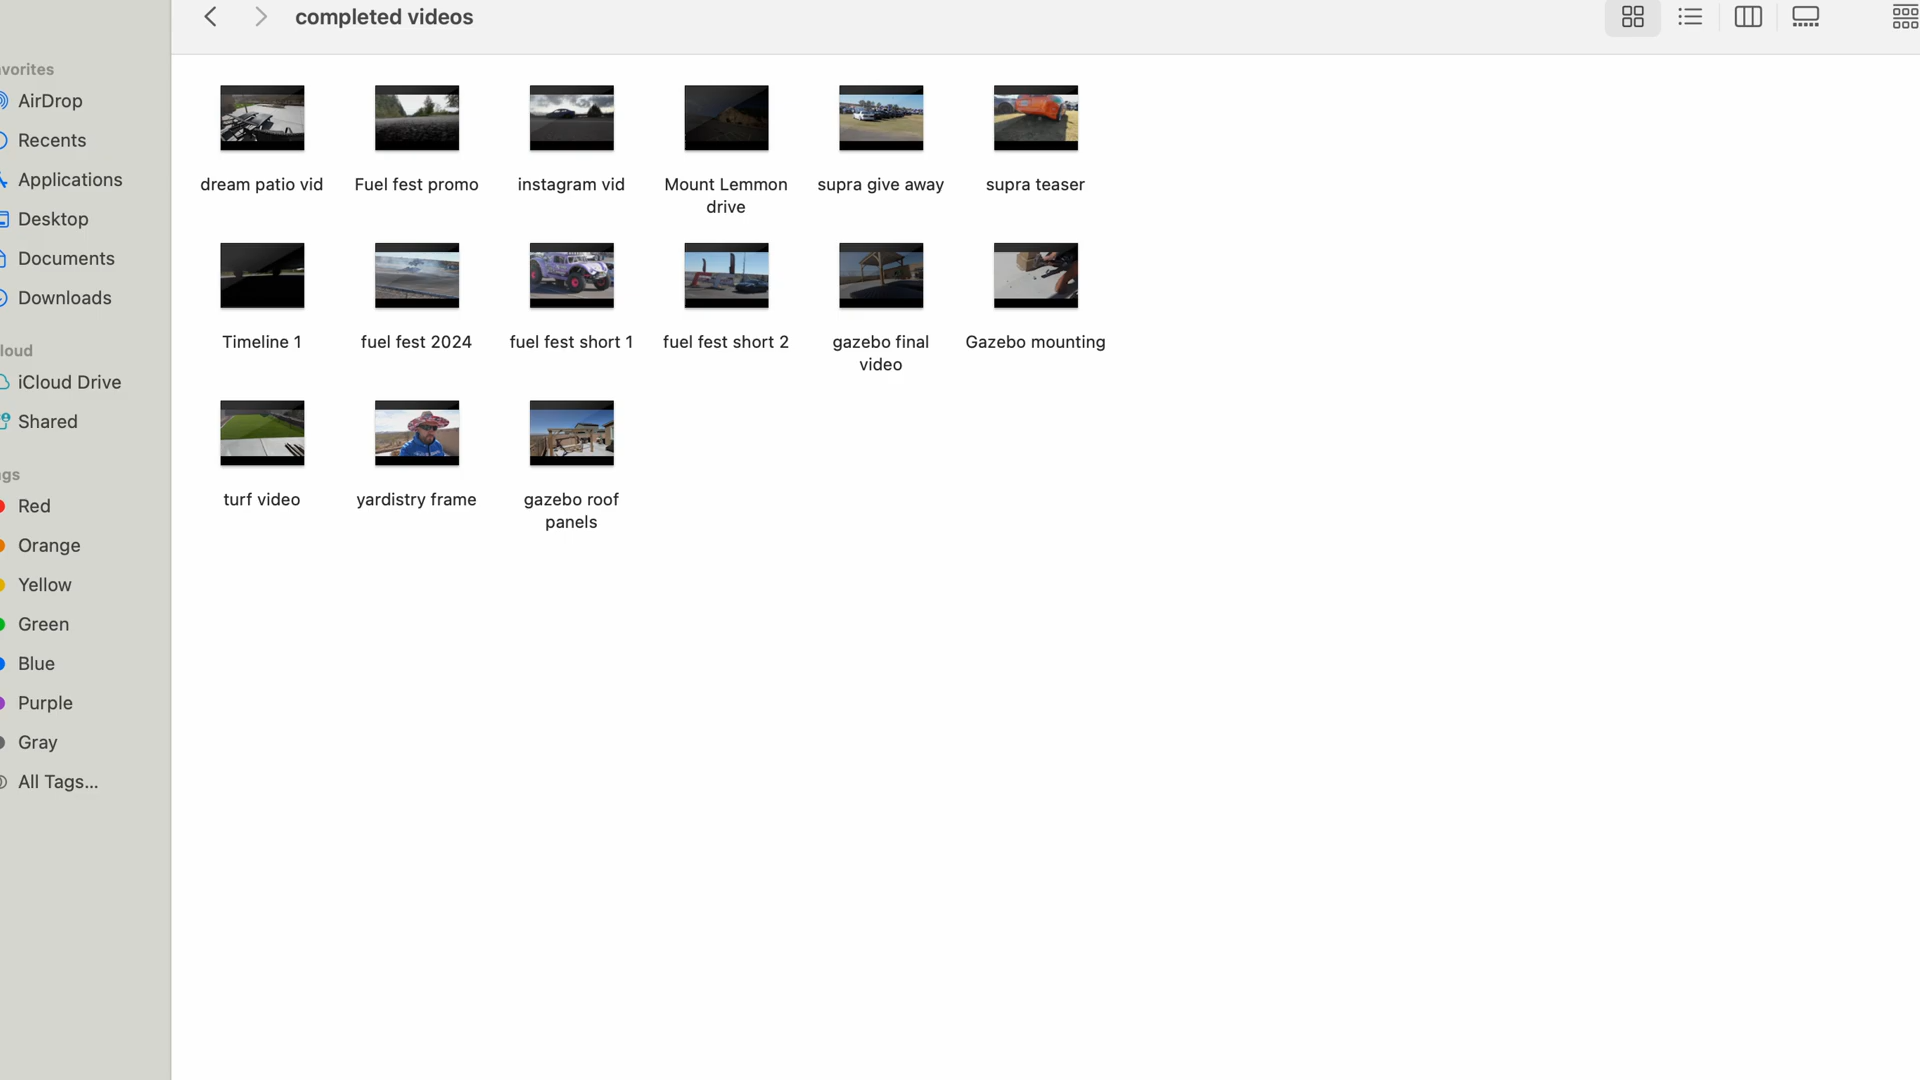 completed videos
vorites
AirDrop
Recents
Applications
Desktop
Documents
Downloads
loud
iCloud Drive
Shared
gs
Red
Orange
Yellow
Green
Blue
Purple
Gray
All Tags...
dream patio vid
Fuel fest promo
instagram vid
Mount Lemmon
drive
supra give away
supra teaser
Timeline 1
fuel fest 2024
fuel fest short 1
fuel fest short 2
gazebo final
video
Gazebo mounting
turf video
yardistry frame
gazebo roof
panels